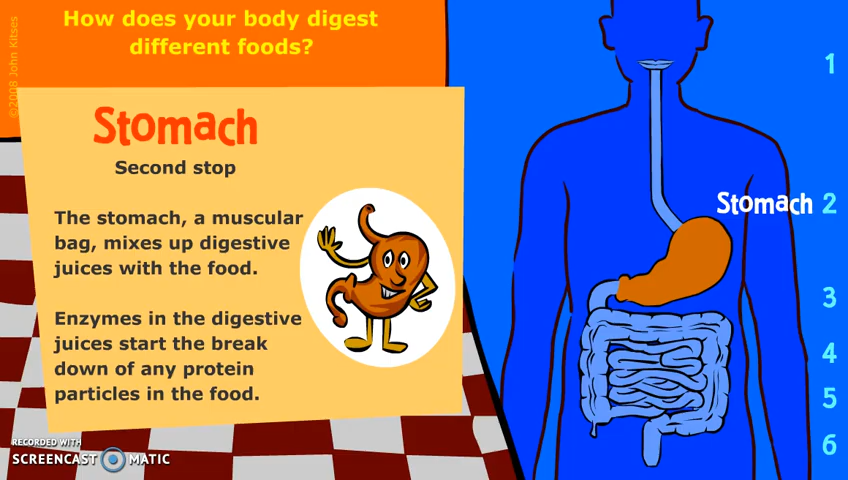 How does your body digest
different foods?
©2008 John Kitses
Stomach
Second stop
The stomach, a muscular
bag, mixes up digestive
juices with the food.
Enzymes in the digestive
juices start the break
down of any protein
particles in the food.
RECORDED WITH
SCREENCAST MATIC
1
Stomach 2
3
4
5
6